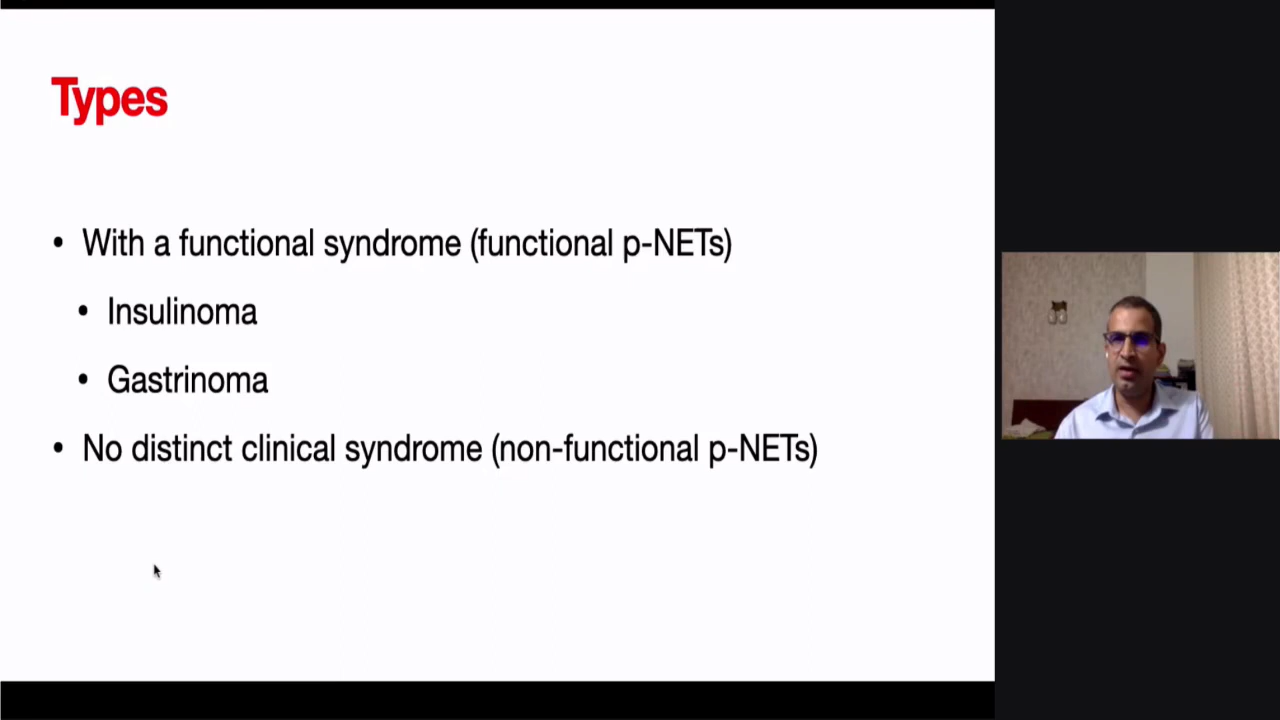 Types
• With a functional syndrome (functional p-NETs)
• Insulinoma
• Gastrinoma
• No distinct clinical syndrome (non-functional p-NETs)